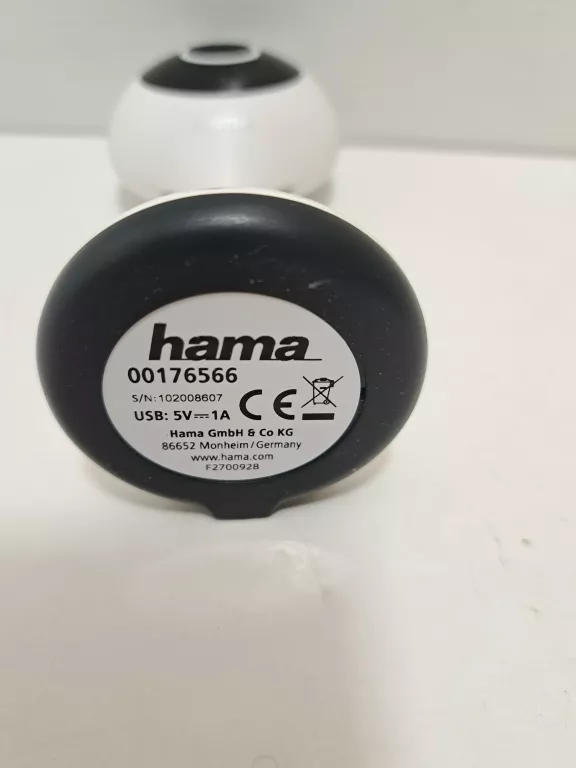 hama
00176566
S/N: 102008607
USB: 5V⎓1A CE
Hama GmbH & Co KG
86652 Monheim/Germany
www.hama.com
F2700928